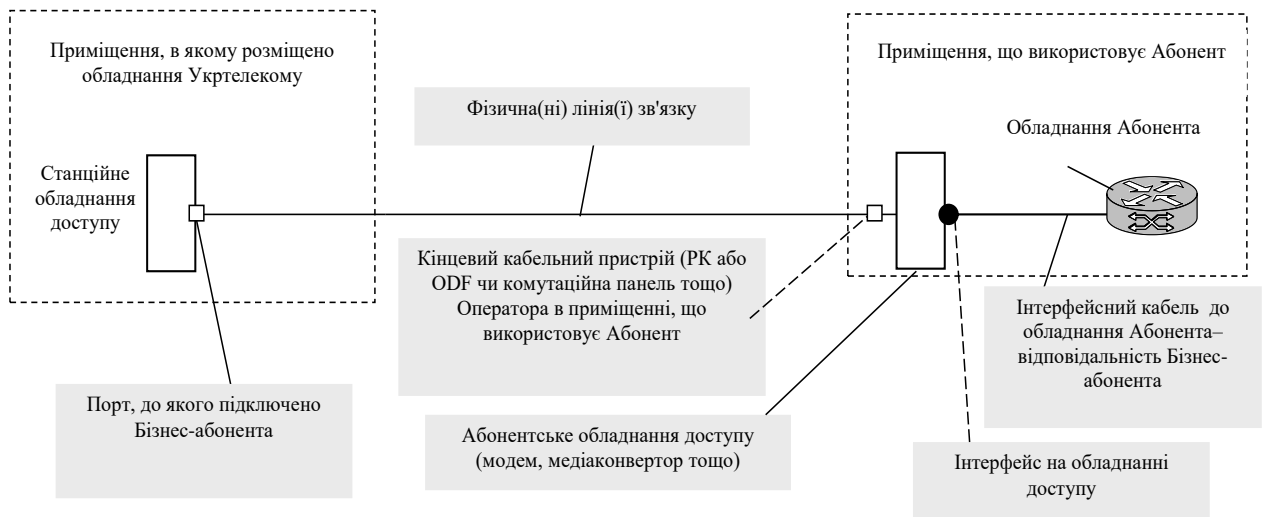 Приміщення, в якому розміщено
обладнання Укртелекому
Приміщення, що використовує Абонент
Фізична(ні) лінія(ї) зв'язку
Обладнання Абонента
Станційне
обладнання
доступу
Кінцевий кабельний пристрій (РК або
ODF чи комутаційна панель тощо)
Оператора в приміщенні, що
використовує Абонент
Інтерфейсний кабель до
обладнання Абонента–
відповідальність Бізнес-
абонента
Порт, до якого підключено
Бізнес-абонента
Абонентське обладнання доступу
(модем, медіаконвертор тощо)
Інтерфейс на обладнанні
доступу